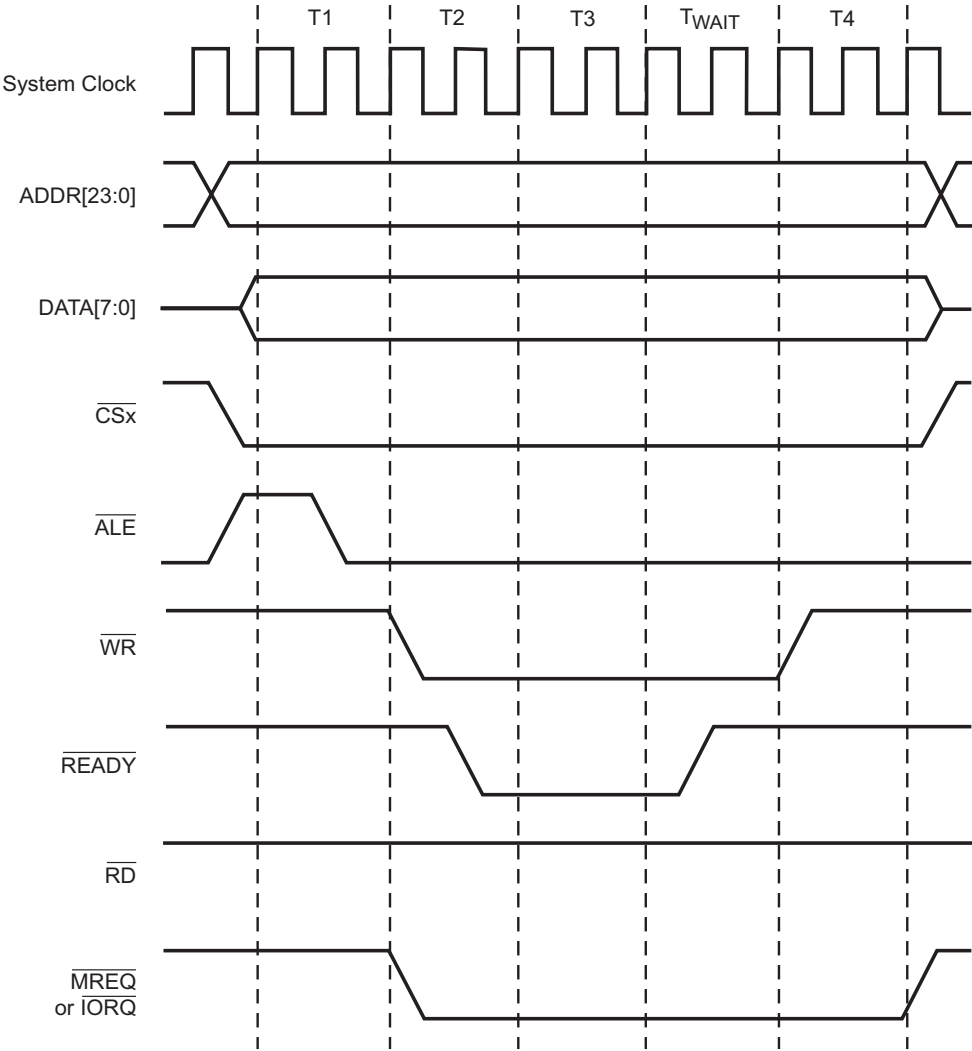 T1 T2 T3 TWAIT T4
System Clock
ADDR[23:0]
DATA[7:0]
CSx
ALE
WR
READY
RD
MREQ
or IORQ